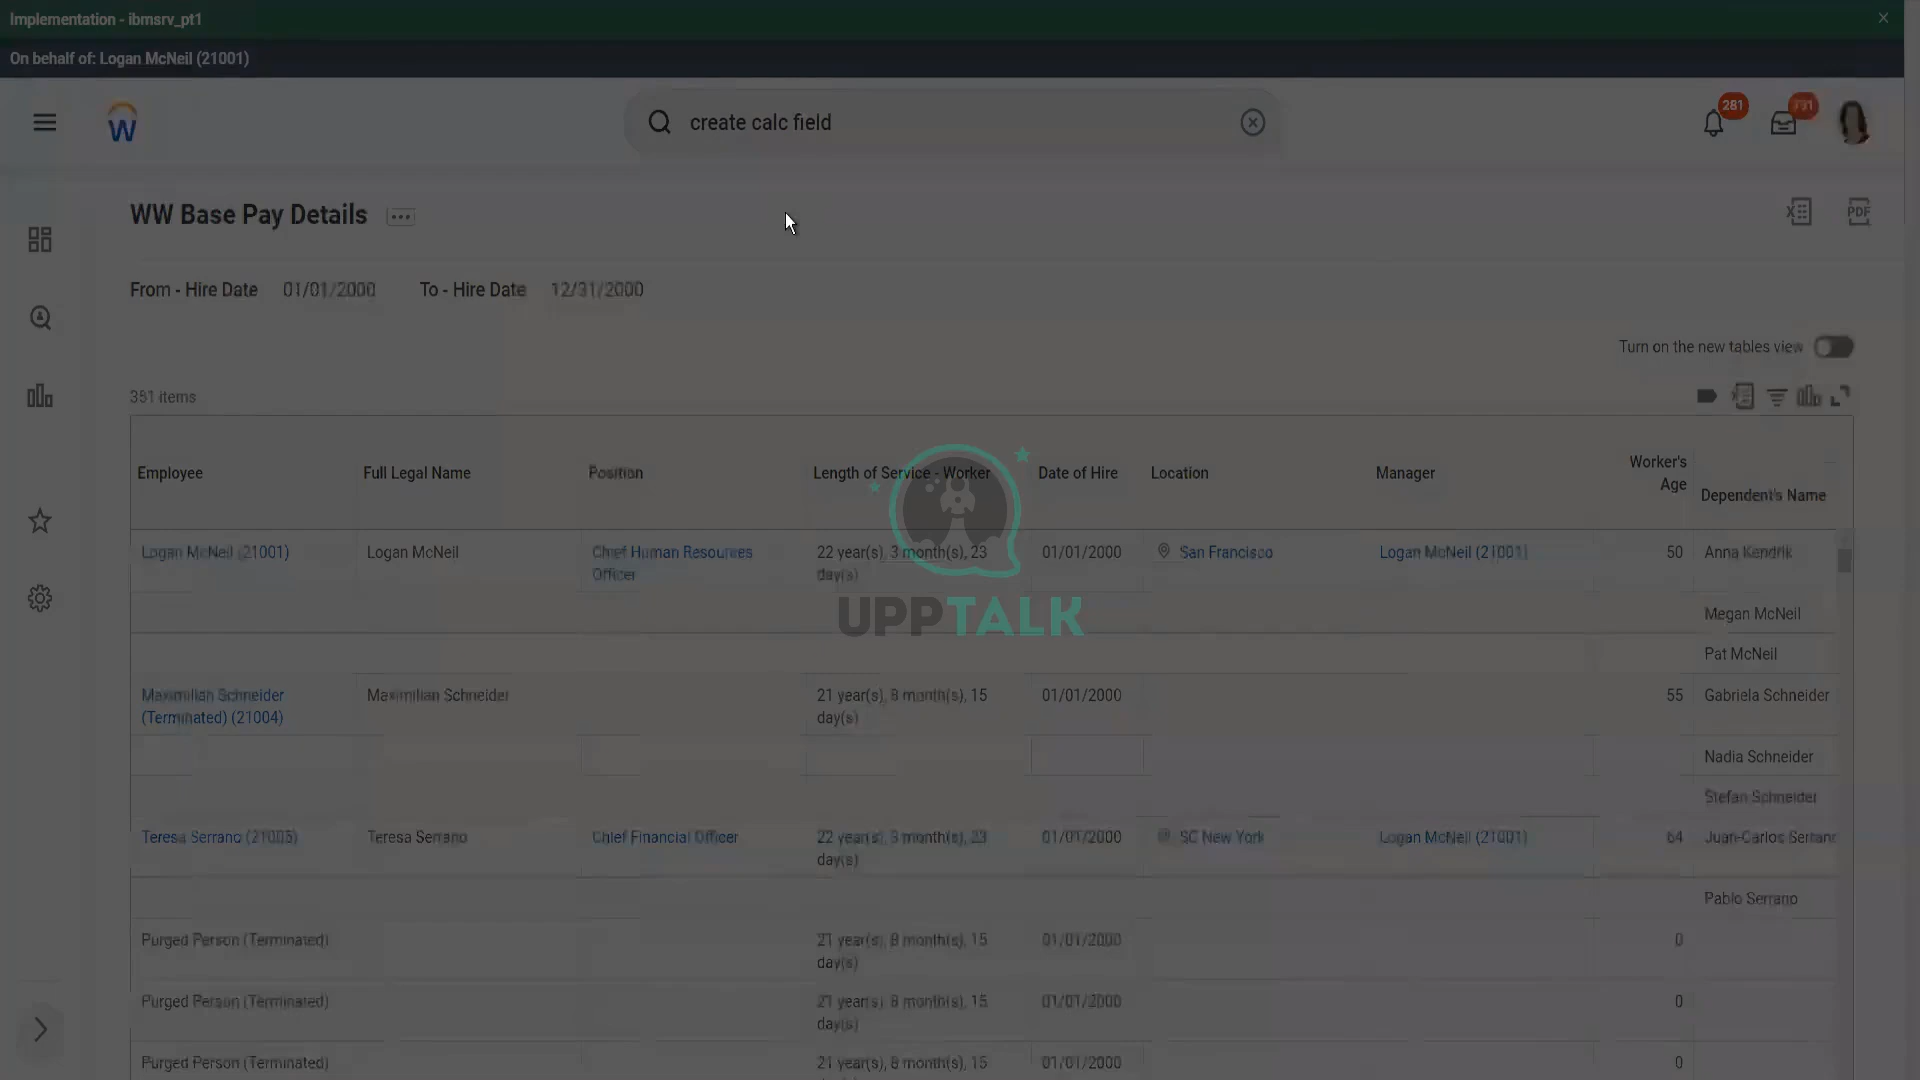 Implementation - ibmsrv_pt1
On behalf of: Logan McNeil (21001)
W
create calc field
281
731
WW Base Pay Details
PDF
From - Hire Date 01/01/2000 To - Hire Date 12/31/2000
Turn on the new tables view
351 items
Employee Full Legal Name Position Length of Service - Worker Date of Hire Location Manager Worker's Age Dependent's Name
Logan McNeil (21001) Logan McNeil Chief Human Resources 22 year(s), 3 month(s), 23 01/01/2000 San Francisco Logan McNeil (21001) 50 Anna Kendrik
Officer day(s)
Megan McNeil
Pat McNeil
Maximilian Schneider Maximilian Schneider 21 year(s), 8 month(s), 15 01/01/2000 55 Gabriela Schneider
(Terminated) (21004) day(s)
Nadia Schneider
Stefan Schneider
Teresa Serrano (21005) Teresa Serrano Chief Financial Officer 22 year(s), 3 month(s), 23 01/01/2000 SC New York Logan McNeil (21001) 64 Juan-Carlos Serrano
day(s)
Pablo Serrano
Purged Person (Terminated) 21 year(s), 8 month(s), 15 01/01/2000 0
day(s)
Purged Person (Terminated) 21 year(s), 8 month(s), 15 01/01/2000 0
day(s)
Purged Person (Terminated) 21 year(s), 8 month(s), 15 01/01/2000 0
UPPTALK